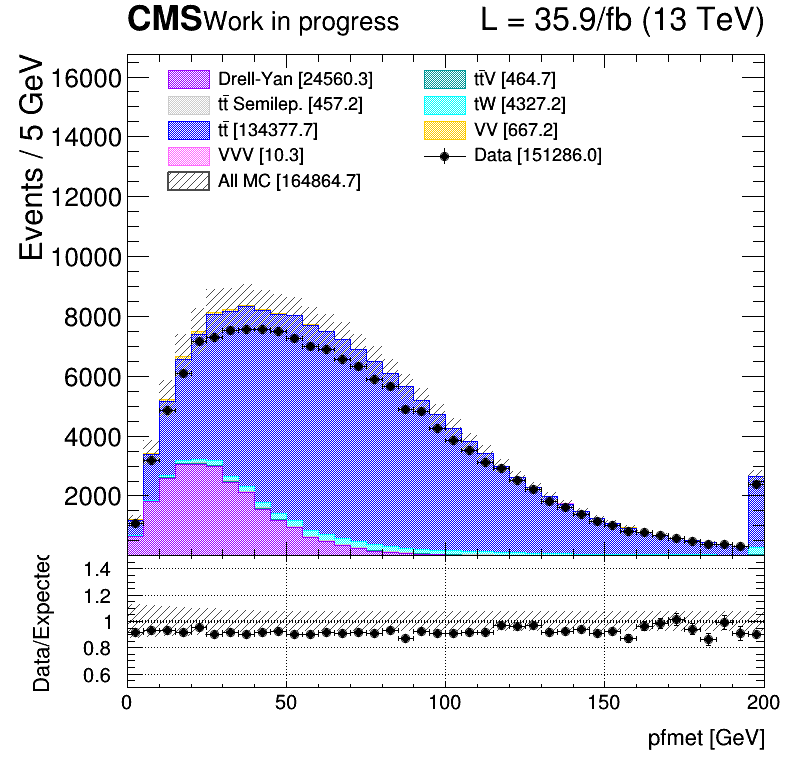 CMS Work in progress L = 35.9/fb (13 TeV)
Drell-Yan [24560.3] tt̄V [464.7]
tt̄ Semilep. [457.2] tW [4327.2]
tt̄ [134377.7] VV [667.2]
VVV [10.3] Data [151286.0]
All MC [164864.7]
Events / 5 GeV
16000
14000
12000
10000
8000
6000
4000
2000
Data/Expected
1.4
1.2
1
0.8
0.6
0 50 100 150 200
pfmet [GeV]